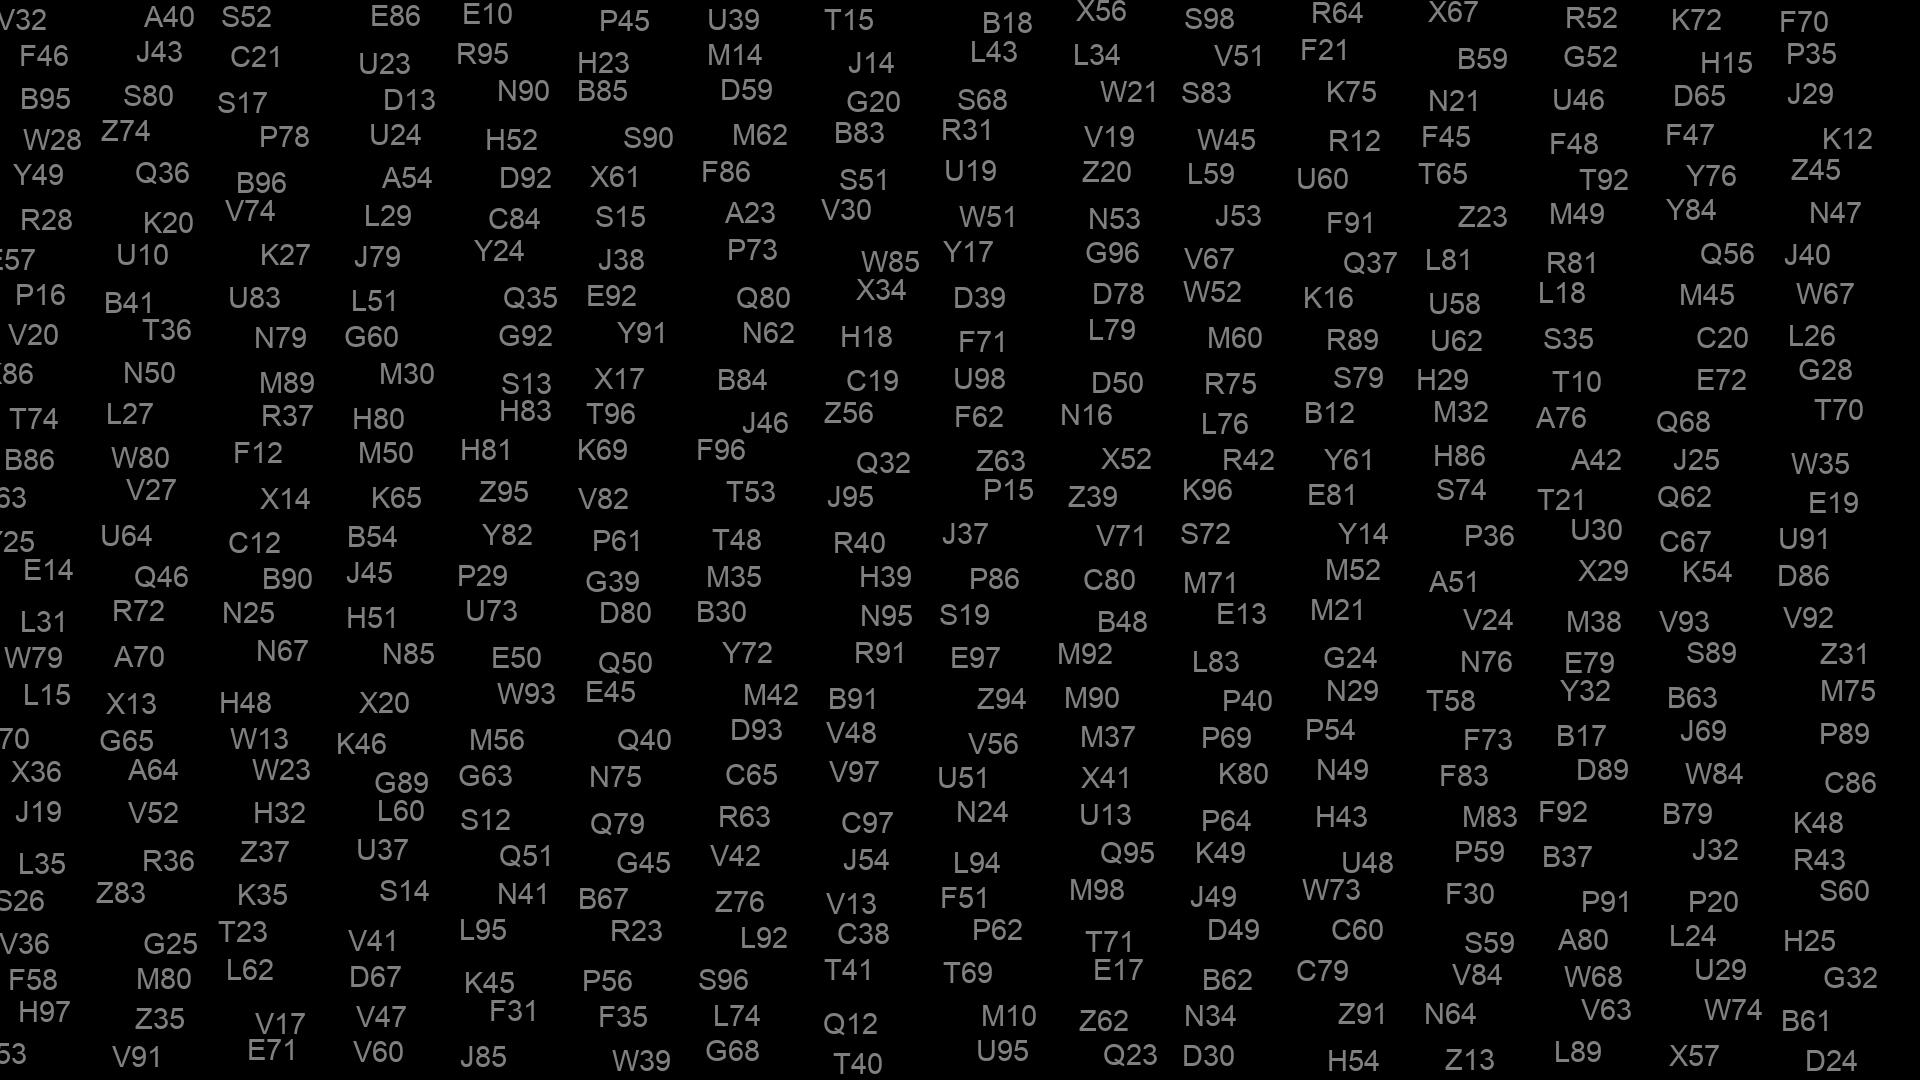 V32 A40 S52 E86 E10 P45 U39 T15 B18 X56 S98 R64 X67 R52 K72 F70
F46 J43 C21 U23 R95 H23 M14 J14 L43 L34 V51 F21 B59 G52 H15 P35
B95 S80 S17 D13 N90 B85 D59 G20 S68 W21 S83 K75 N21 U46 D65 J29
W28 Z74 P78 U24 H52 S90 M62 B83 R31 V19 W45 R12 F45 F48 F47 K12
Y49 Q36 B96 A54 D92 X61 F86 S51 U19 Z20 L59 U60 T65 T92 Y76 Z45
R28 K20 V74 L29 C84 S15 A23 V30 W51 N53 J53 F91 Z23 M49 Y84 N47
E57 U10 K27 J79 Y24 J38 P73 W85 Y17 G96 V67 Q37 L81 R81 Q56 J40
P16 B41 U83 L51 Q35 E92 Q80 X34 D39 D78 W52 K16 U58 L18 M45 W67
V20 T36 N79 G60 G92 Y91 N62 H18 F71 L79 M60 R89 U62 S35 C20 L26
86 N50 M89 M30 S13 X17 B84 C19 U98 D50 R75 S79 H29 T10 E72 G28
T74 L27 R37 H80 H83 T96 J46 Z56 F62 N16 L76 B12 M32 A76 Q68 T70
B86 W80 F12 M50 H81 K69 F96 Q32 Z63 X52 R42 Y61 H86 A42 J25 W35
63 V27 X14 K65 Z95 V82 T53 J95 P15 Z39 K96 E81 S74 T21 Q62 E19
25 U64 C12 B54 Y82 P61 T48 R40 J37 V71 S72 Y14 P36 U30 C67 U91
E14 Q46 B90 J45 P29 G39 M35 H39 P86 C80 M71 M52 A51 X29 K54 D86
L31 R72 N25 H51 U73 D80 B30 N95 S19 B48 E13 M21 V24 M38 V93 V92
W79 A70 N67 N85 E50 Q50 Y72 R91 E97 M92 L83 G24 N76 E79 S89 Z31
L15 X13 H48 X20 W93 E45 M42 B91 Z94 M90 P40 N29 T58 Y32 B63 M75
70 G65 W13 K46 M56 Q40 D93 V48 V56 M37 P69 P54 F73 B17 J69 P89
X36 A64 W23 G89 G63 N75 C65 V97 U51 X41 K80 N49 F83 D89 W84 C86
J19 V52 H32 L60 S12 Q79 R63 C97 N24 U13 P64 H43 M83 F92 B79 K48
L35 R36 Z37 U37 Q51 G45 V42 J54 L94 Q95 K49 U48 P59 B37 J32 R43
S26 Z83 K35 S14 N41 B67 Z76 V13 F51 M98 J49 W73 F30 P91 P20 S60
V36 G25 T23 V41 L95 R23 L92 C38 P62 T71 D49 C60 S59 A80 L24 H25
F58 M80 L62 D67 K45 P56 S96 T41 T69 E17 B62 C79 V84 W68 U29 G32
H97 Z35 V17 V47 F31 F35 L74 Q12 M10 Z62 N34 Z91 N64 V63 W74 B61
53 V91 E71 V60 J85 W39 G68 T40 U95 Q23 D30 H54 Z13 L89 X57 D24